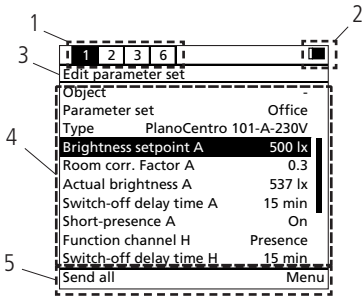 1
2
1 2 3 6
3
Edit parameter set
Object -
Parameter set Office
Type PlanoCentro 101-A-230V
4
Brightness setpoint A 500 lx
Room corr. Factor A 0.3
Actual brightness A 537 lx
Switch-off delay time A 15 min
Short-presence A On
Function channel H Presence
Switch-off delay time H 15 min
5
Send all Menu